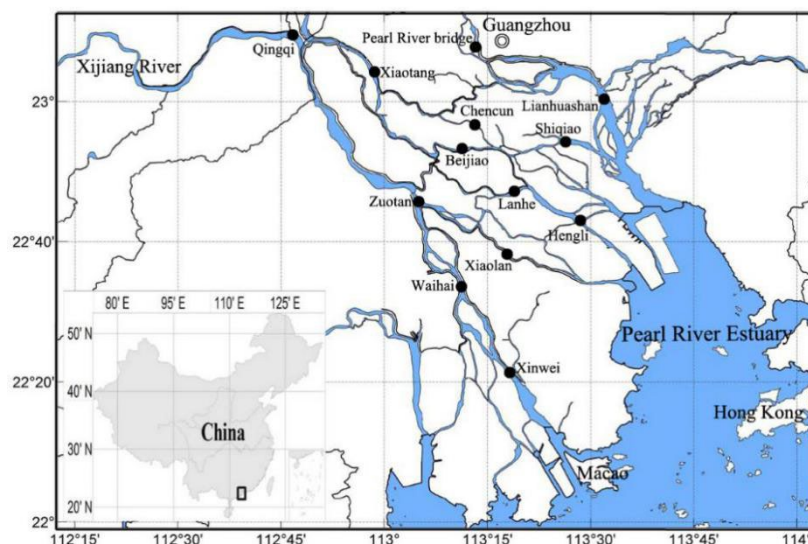 Guangzhou
Pearl River bridge
Qingqi
Xijiang River
Xiaotang
23°
Lianhuashan
Chencun
Shiqiao
Beijiao
Zuotan
Lanhe
Hengli
22°40'
Xiaolan
Waihai
80'E
95'E
110'E
125'E
50'N
Pearl River Estuary
22°20'
Xinwei
40'N
Hong Kong
China
30'N
Macao
20'N
22°
112°15'
112°30'
112°45'
113°
113°15'
113°30'
113°45'